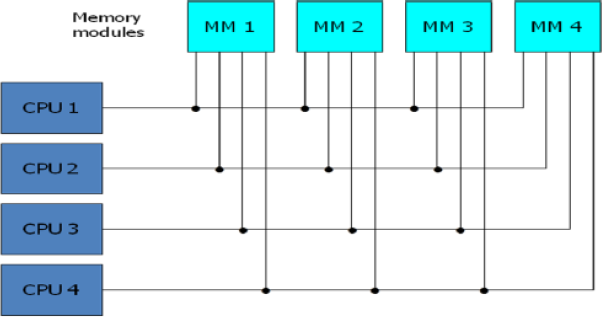 Memory
modules
MM 1
MM 2
MM 3
MM 4
CPU 1
CPU 2
CPU 3
CPU 4